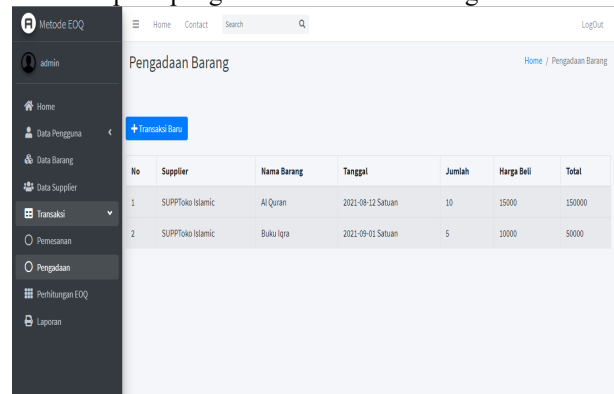 Metode EOQ
Home Contact Search LogOut
admin
Pengadaan Barang
Home / Pengadaan Barang
Home
Data Pengguna
Data Barang
Data Supplier
Transaksi
Pemesanan
Pengadaan
Perhitungan EOQ
Laporan
+Transaksi Baru
No Supplier Nama Barang Tanggal Jumlah Harga Beli Total
1 SUPPToko Islamic Al Quran 2021-08-12 Satuan 10 15000 150000
2 SUPPToko Islamic Buku Iqra 2021-09-01 Satuan 5 10000 50000